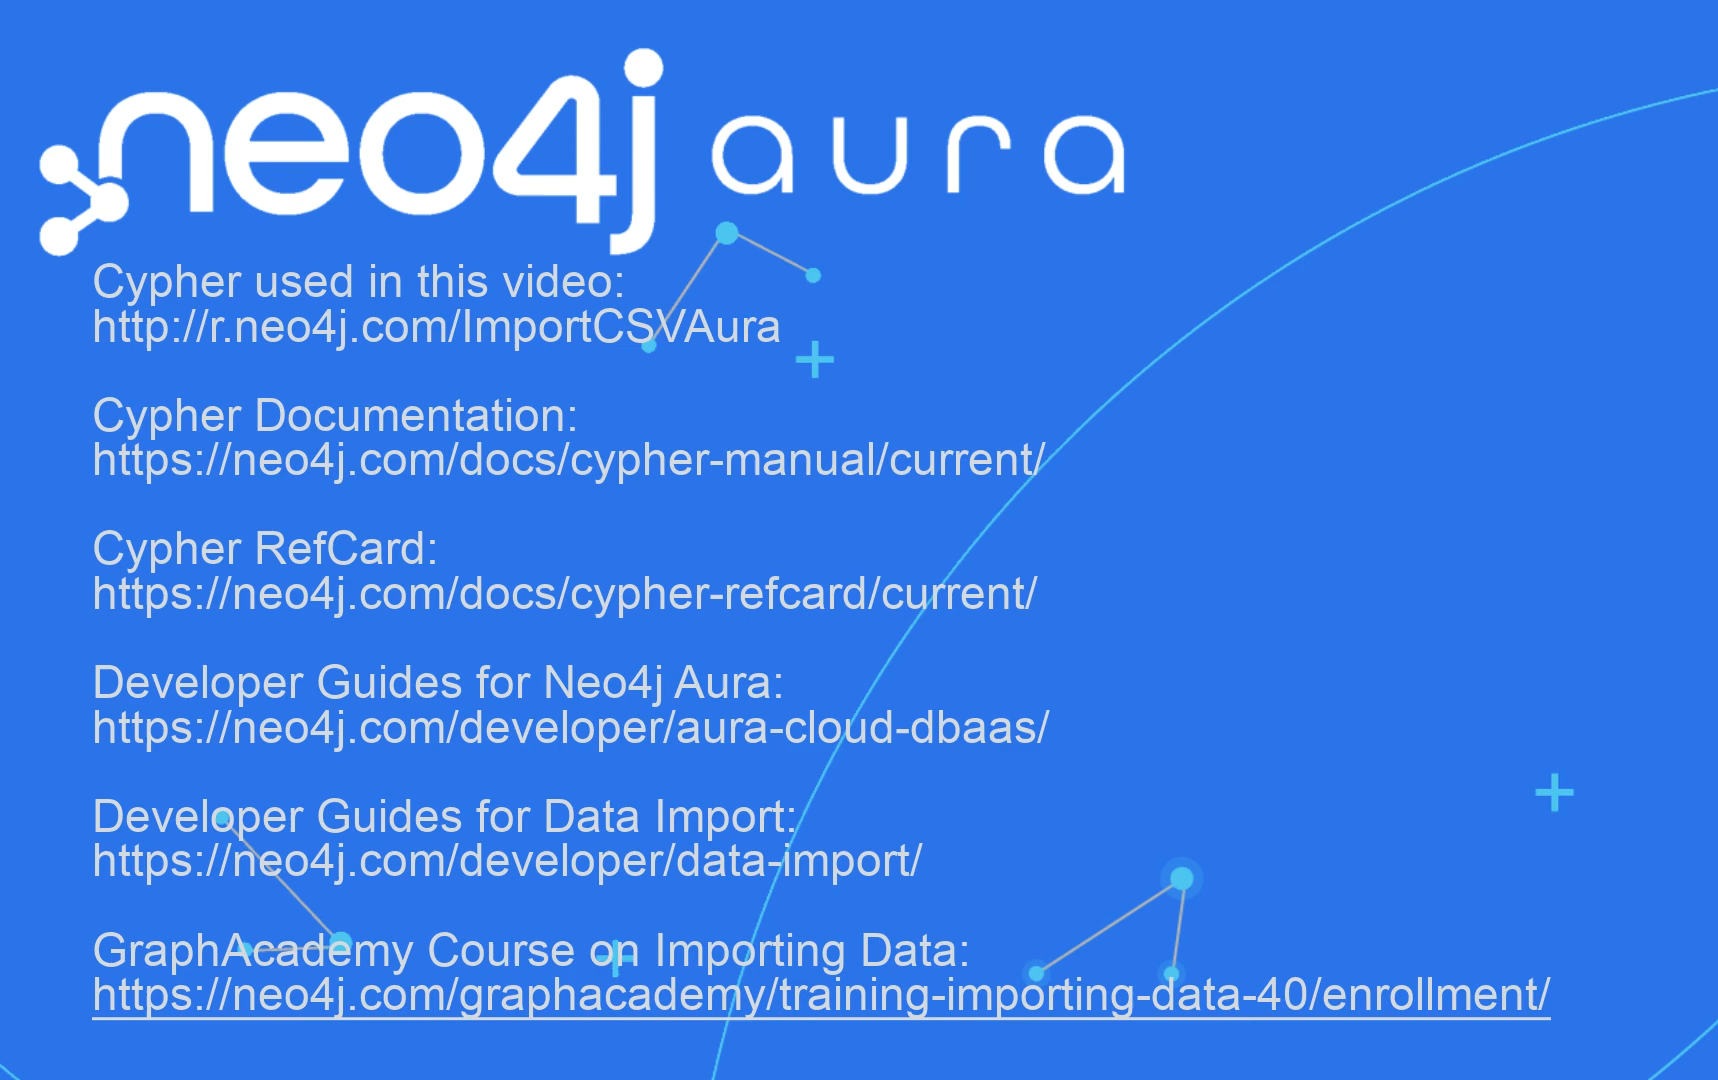 neo4j aura
Cypher used in this video:
http://r.neo4j.com/ImportCSVAura
Cypher Documentation:
https://neo4j.com/docs/cypher-manual/current/
Cypher RefCard:
https://neo4j.com/docs/cypher-refcard/current/
Developer Guides for Neo4j Aura:
https://neo4j.com/developer/aura-cloud-dbaas/
Developer Guides for Data Import:
https://neo4j.com/developer/data-import/
GraphAcademy Course on Importing Data:
https://neo4j.com/graphacademy/training-importing-data-40/enrollment/